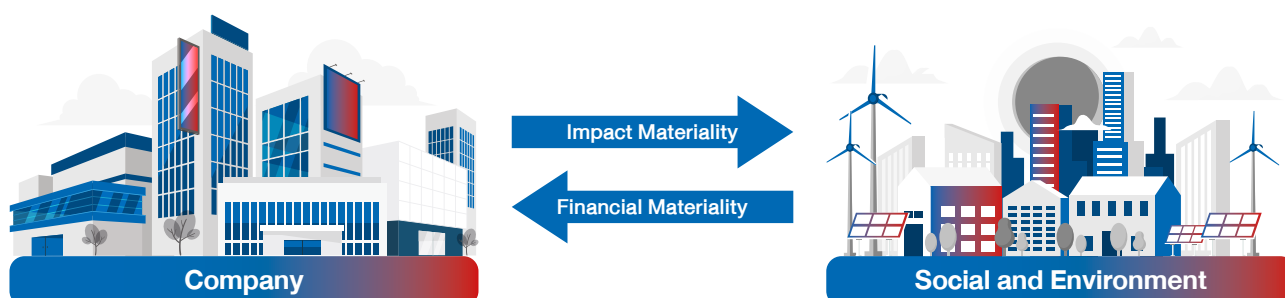 Impact Materiality
Financial Materiality
Company
Social and Environment